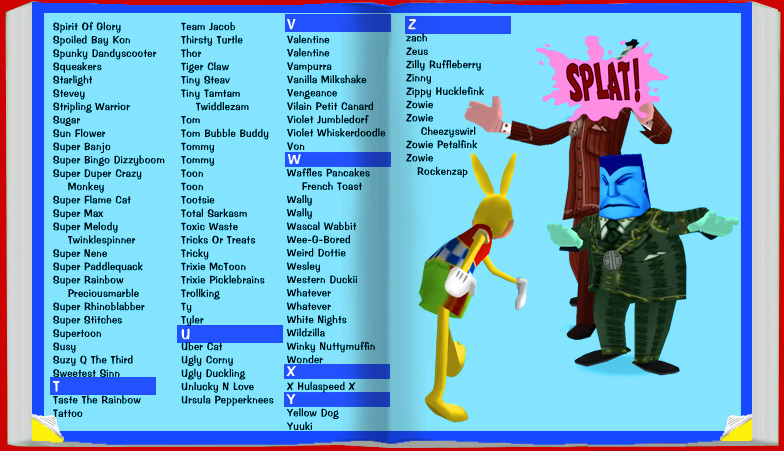 Spirit Of Glory
Spoiled Bay Kon
Spunky Dandyscooter
Squeakers
Starlight
Stevey
Stripling Warrior
Sugar
Sun Flower
Super Banjo
Super Bingo Dizzyboom
Super Duper Crazy
Monkey
Super Flame Cat
Super Max
Super Melody
Twinklespinner
Super Nene
Super Paddlequack
Super Rainbow
Preciousmarble
Super Rhinoblabber
Super Stitches
Supertoon
Susy
Suzy Q The Third
Sweetest Sinn
T
Taste The Rainbow
Tattoo
Team Jacob
Thirsty Turtle
Thor
Tiger Claw
Tiny Steav
Tiny Tamtam
Twiddlezam
Tom
Tom Bubble Buddy
Tommy
Tommy
Toon
Toon
Tootsie
Total Sarkasm
Toxic Waste
Tricks Or Treats
Tricky
Trixie McToon
Trixie Picklebrains
Trollking
Ty
Tyler
U
Uber Cat
Ugly Corny
Ugly Duckling
Unlucky N Love
Ursula Pepperknees
V
Valentine
Valentine
Vampurra
Vanilla Milkshake
Vengeance
Vilain Petit Canard
Violet Jumbledorf
Violet Whiskerdoodle
Von
W
Waffles Pancakes
French Toast
Wally
Wally
Wascal Wabbit
Wee-G-Bored
Weird Dottie
Wesley
Western Duckii
Whatever
Whatever
White Nights
Wildzilla
Winky Nuttymuffin
Wonder
X
X Hulaspeed X
Y
Yellow Dog
Yuuki
Z
zach
Zeus
Zilly Ruffleberry
Zinny
Zippy Hucklefink
Zowie
Zowie
Cheezyswirl
Zowie Petalfink
Zowie
Rockenzap
SPLAT!